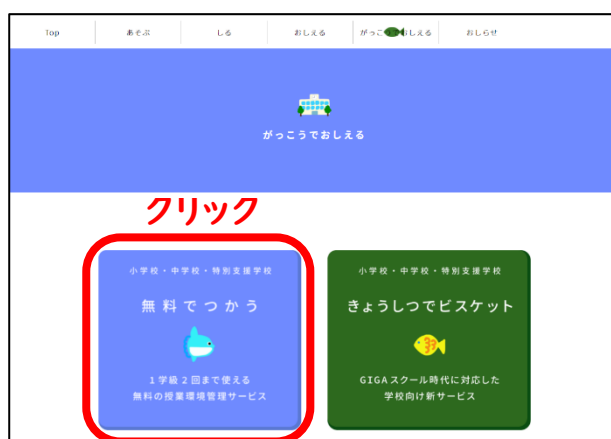 Top あそぶ しる おしえる がっこ しえる おしらせ
がっこうでおしえる
クリック
小学校・中学校・特別支援学校
無料でつかう
1学級2回まで使える
無料の授業環境管理サービス
小学校・中学校・特別支援学校
きょうしつでビスケット
GIGAスクール時代に対応した
学校向け新サービス